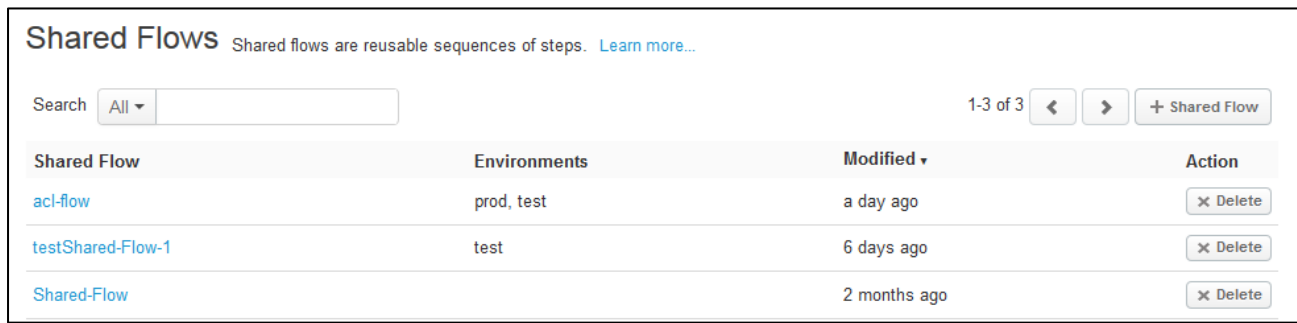 Shared Flows Shared flows are reusable sequences of steps. Learn more...
Search All 1-3 of 3 + Shared Flow
Shared Flow Environments Modified Action
acl-flow prod, test a day ago Delete
testShared-Flow-1 test 6 days ago Delete
Shared-Flow 2 months ago Delete